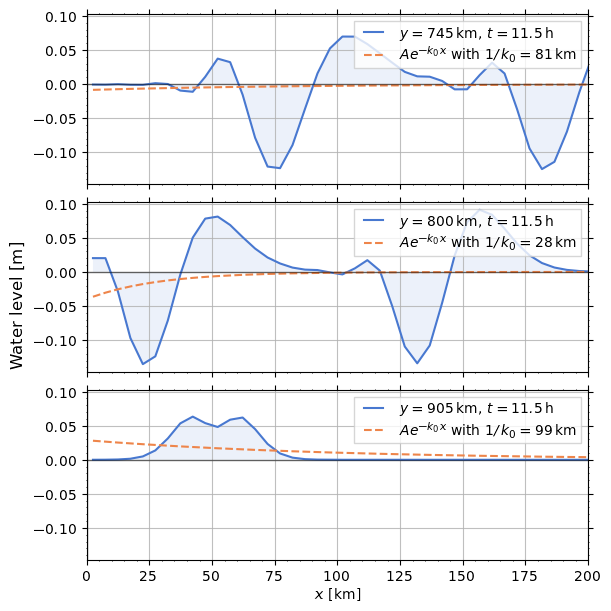 0.10
0.05
0.00
−0.05
−0.10
y = 745 km, t = 11.5 h
Ae^{−k₀x} with 1/k₀ = 81 km
0.10
0.05
0.00
−0.05
−0.10
y = 800 km, t = 11.5 h
Ae^{−k₀x} with 1/k₀ = 28 km
Water level [m]
0.10
0.05
0.00
−0.05
−0.10
y = 905 km, t = 11.5 h
Ae^{−k₀x} with 1/k₀ = 99 km
0 25 50 75 100 125 150 175 200
x [km]